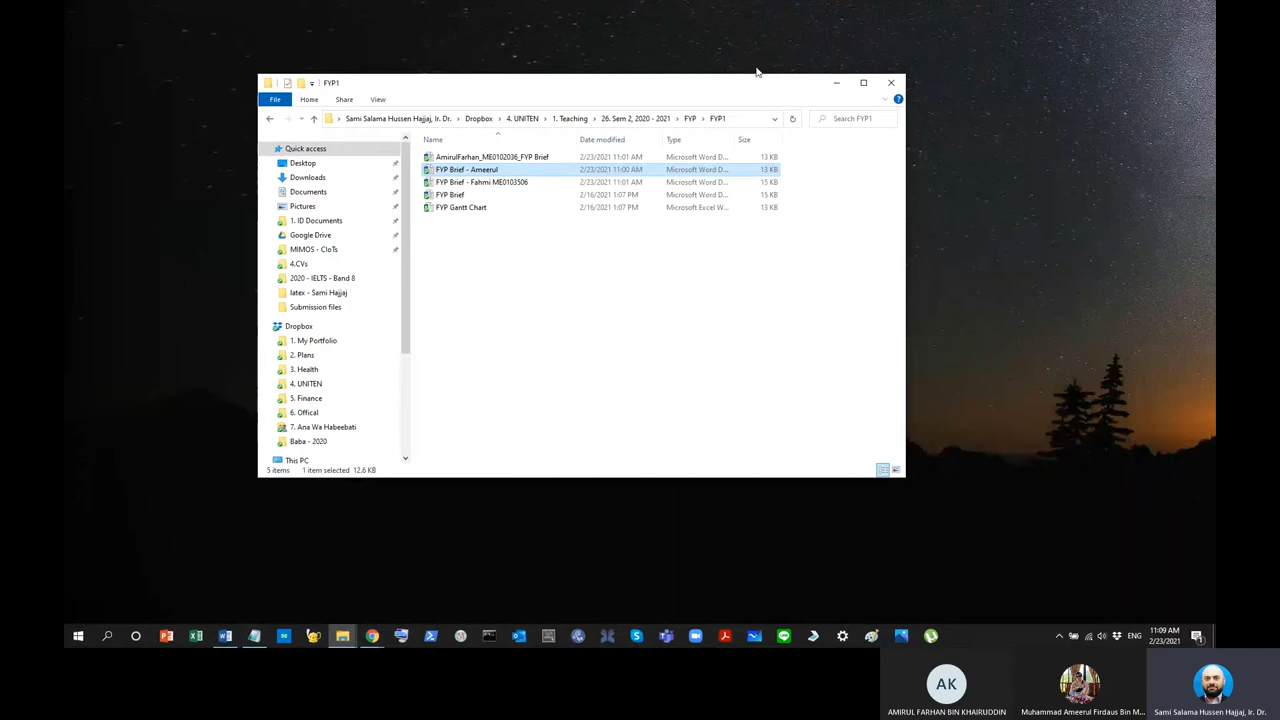 FYP1
File Home Share View
Sami Salama Hussen Hajjaj, Ir. Dr. > Dropbox > 4. UNITEN > 1. Teaching > 26. Sem 2, 2020 - 2021 > FYP > FYP1
Search FYP1
Name Date modified Type Size
AmirulFarhan_ME0102036_FYP Brief 2/23/2021 11:01 AM Microsoft Word D... 13 KB
FYP Brief - Ameerul 2/23/2021 11:00 AM Microsoft Word D... 13 KB
FYP Brief - Fahmi ME0103506 2/23/2021 11:01 AM Microsoft Word D... 15 KB
FYP Brief 2/16/2021 1:07 PM Microsoft Word D... 15 KB
FYP Gantt Chart 2/16/2021 1:07 PM Microsoft Excel W... 13 KB
Quick access
Desktop
Downloads
Documents
Pictures
1. ID Documents
Google Drive
MIMOS - CIoTs
4.CVs
2020 - IELTS - Band 8
latex - Sami Hajjaj
Submission files
Dropbox
1. My Portfolio
2. Plans
3. Health
4. UNITEN
5. Finance
6. Offical
7. Ana Wa Habeebati
Baba - 2020
This PC
5 items 1 item selected 12.6 KB
ENG
11:09 AM
2/23/2021
AK
AMIRUL FARHAN BIN KHAIRUDDIN
Muhammad Ameerul Firdaus Bin M...
Sami Salama Hussen Hajjaj, Ir. Dr.